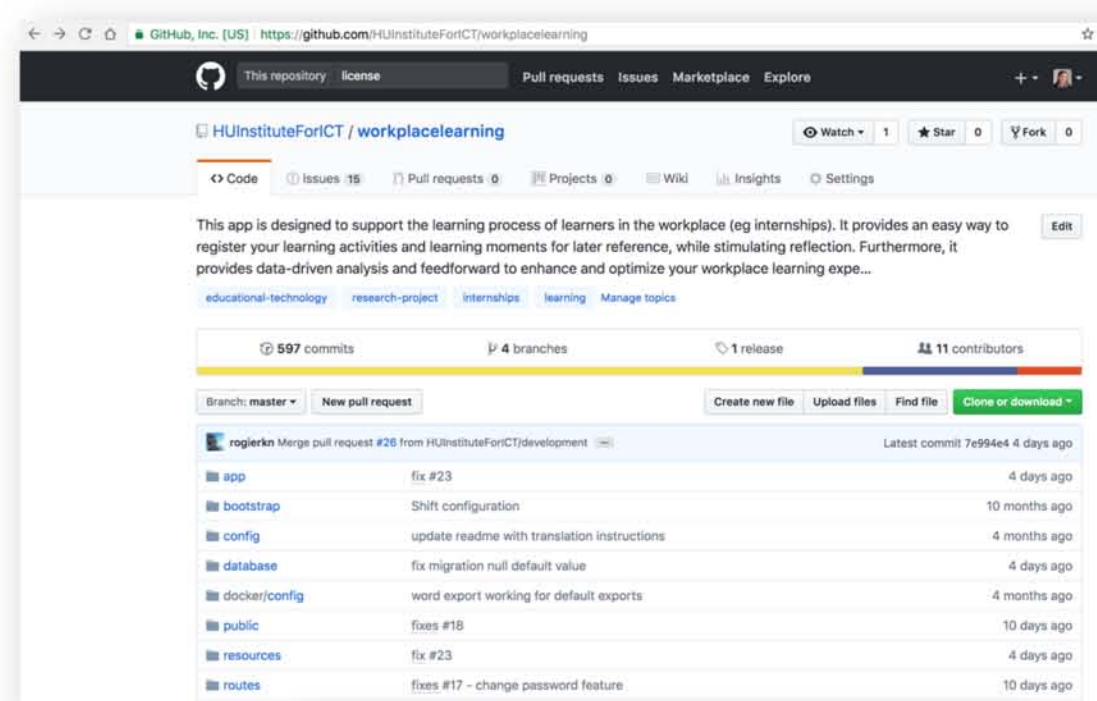 GitHub, Inc. [US] https://github.com/HUInstituteForICT/workplacelearning
This repository license Pull requests Issues Marketplace Explore
HUInstituteForICT / workplacelearning Watch 1 Star 0 Fork 0
Code Issues 15 Pull requests 0 Projects 0 Wiki Insights Settings
This app is designed to support the learning process of learners in the workplace (eg internships). It provides an easy way to Edit
register your learning activities and learning moments for later reference, while stimulating reflection. Furthermore, it
provides data-driven analysis and feedforward to enhance and optimize your workplace learning expe...
educational-technology research-project internships learning Manage topics
597 commits 4 branches 1 release 11 contributors
Branch: master New pull request Create new file Upload files Find file Clone or download
rogierkn Merge pull request #26 from HUInstituteForICT/development ... Latest commit 7e994e4 4 days ago
app fix #23 4 days ago
bootstrap Shift configuration 10 months ago
config update readme with translation instructions 4 months ago
database fix migration null default value 4 days ago
docker/config word export working for default exports 4 months ago
public fixes #18 10 days ago
resources fix #23 4 days ago
routes fixes #17 - change password feature 10 days ago